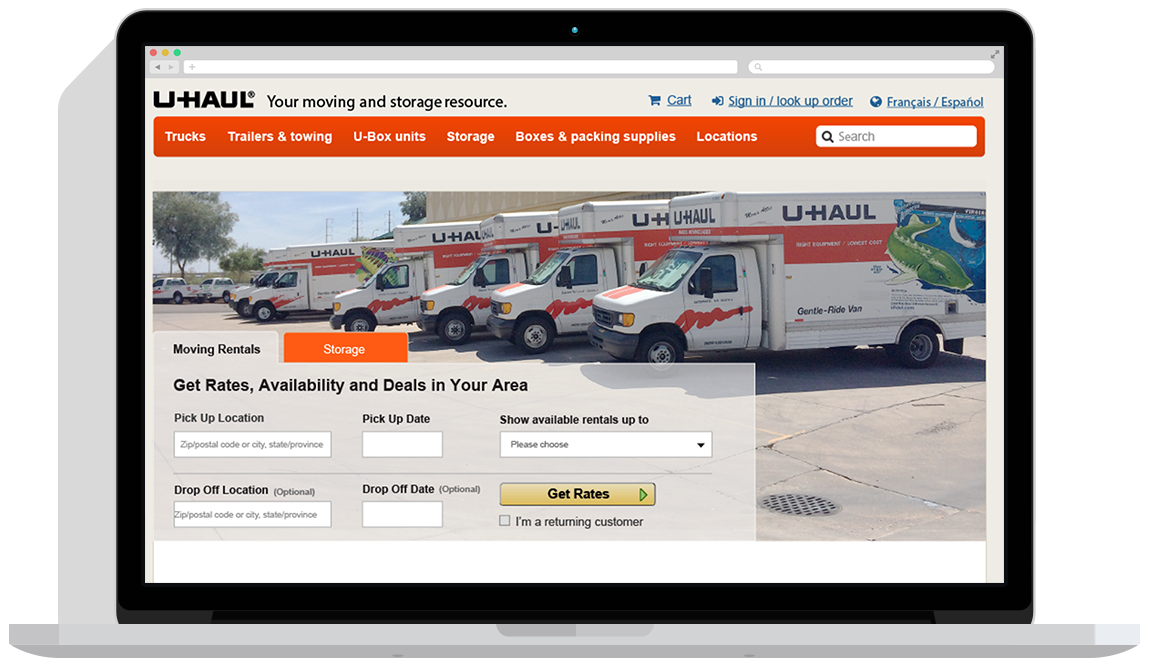 U-HAUL® Your moving and storage resource.
Cart
Sign in / look up order
Français / Español
Trucks Trailers & towing U-Box units Storage Boxes & packing supplies Locations
Search
U-HAUL
U-HAUL
U-HAUL
U-HAUL
RIGHT EQUIPMENT / LOWEST COST
Gentle-Ride Van
Moving Rentals
Storage
Get Rates, Availability and Deals in Your Area
Pick Up Location
Pick Up Date
Show available rentals up to
Zip/postal code or city, state/province
Please choose
Drop Off Location (Optional)
Drop Off Date (Optional)
Get Rates
Zip/postal code or city, state/province
I'm a returning customer